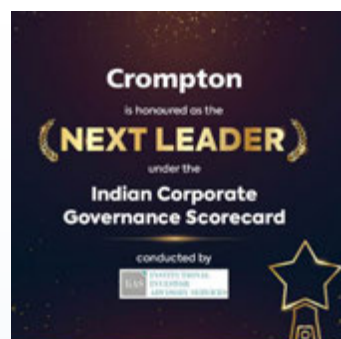 Crompton
is honoured as the
NEXT LEADER
under the
Indian Corporate
Governance Scorecard
conducted by
IiAS
INSTITUTIONAL
INVESTOR
ADVISORY SERVICES